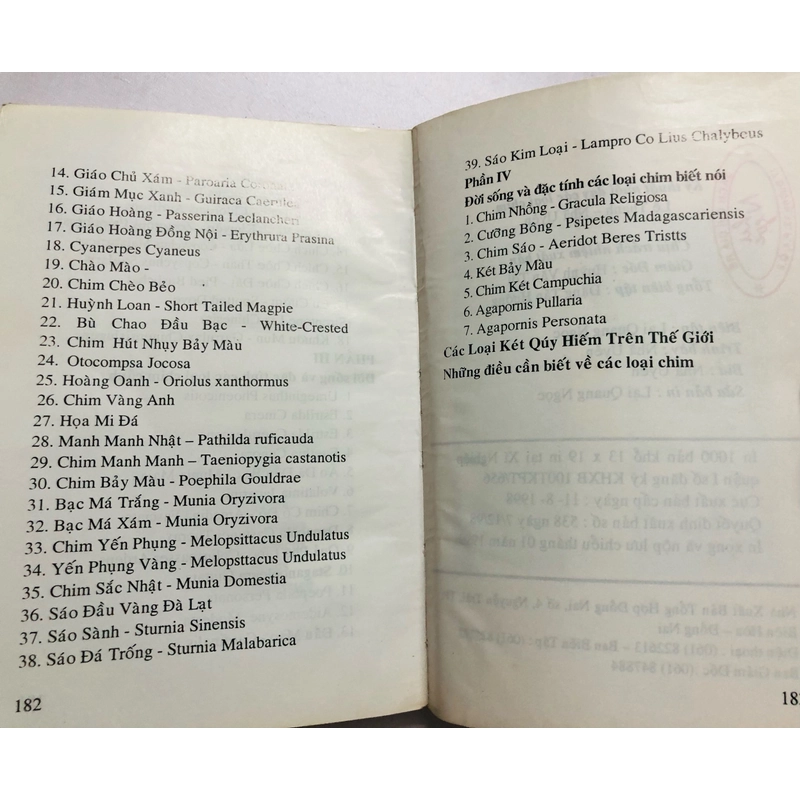 14. Giáo Chủ Xám - Paroaria
15. Giám Mục Xanh - Guiraca Caerulea
16. Giáo Hoàng - Passerina Leclancheri
17. Giáo Hoàng Đồng Nội - Erythrura Prasina
18. Cyanerpes Cyaneus
19. Chào Mào -
20. Chim Chèo Bẻo
21. Huỳnh Loan - Short Tailed Magpie
22. Bù Chao Đầu Bạc - White-Crested
23. Chim Hút Nhụy Bảy Màu
24. Otocompsa Jocosa
25. Hoàng Oanh - Oriolus xanthormus
26. Chim Vàng Anh
27. Họa Mi Đá
28. Manh Manh Nhật – Pathilda ruficauda
29. Chim Manh Manh – Taeniopygia castanotis
30. Chim Bảy Màu - Poephila Gouldrae
31. Bạc Má Trắng - Munia Oryzivora
32. Bạc Má Xám - Munia Oryzivora
33. Chim Yến Phụng - Melopsittacus Undulatus
34. Yến Phụng Vàng - Melopsttacus Undulatus
35. Chim Sắc Nhật - Munia Domestia
36. Sáo Đầu Vàng Đà Lạt
37. Sáo Sành - Sturnia Sinensis
38. Sáo Đá Trống - Sturnia Malabarica
182
39. Sáo Kim Loại - Lampro Co Lius Chalybeus
Phần IV
Đời sống và đặc tính các loại chim biết nói
1. Chim Nhồng - Gracula Religiosa
2. Cưỡng Bông - Psipetes Madagascariensis
3. Chim Sáo - Aeridot Beres Tristts
4. Két Bảy Màu
5. Chim Két Campuchia
6. Agapornis Pullaria
7. Agapornis Personata
Các Loại Két Qúy Hiếm Trên Thế Giới
Những điều cần biết về các loại chim